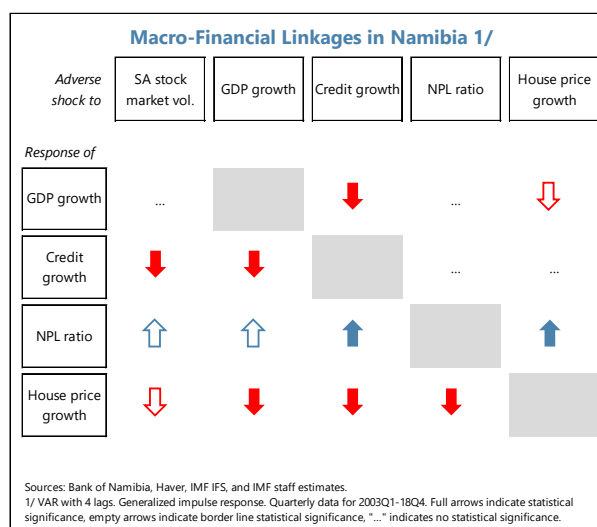 Macro-Financial Linkages in Namibia 1/
Adverse
shock to
SA stock
market vol.
GDP growth
Credit growth
NPL ratio
House price
growth
Response of
GDP growth
...
...
Credit
growth
...
...
NPL ratio
House price
growth
Sources: Bank of Namibia, Haver, IMF IFS, and IMF staff estimates.
1/ VAR with 4 lags. Generalized impulse response. Quarterly data for 2003Q1-18Q4. Full arrows indicate statistical
significance, empty arrows indicate border line statistical significance, "..." indicates no statistical significance.